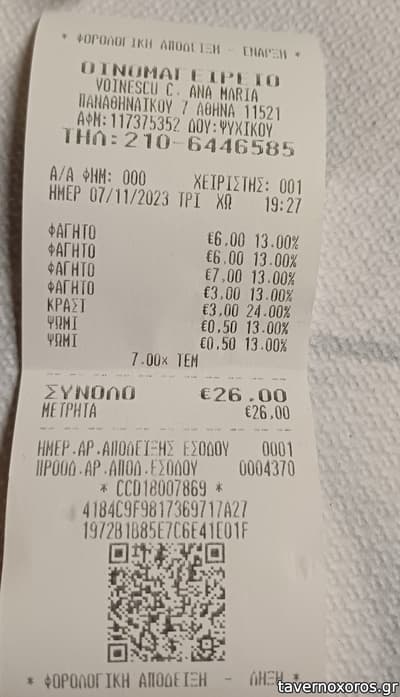 * ΦΟΡΟΛΟΓΙΚΗ ΑΠΟΔΕΙΞΗ - ΕΝΑΡΞΗ *
ΟΙΝΟΜΑΓΕΙΡΕΙΟ
VOINESCU C. ANA MARIA
ΠΑΝΑΘΗΝΑΙΚΟΥ 7 ΑΘΗΝΑ 11521
ΑΦΜ:117375352 ΔΟΥ:ΨΥΧΙΚΟΥ
ΤΗΛ:210-6446585
Α/Α ΦΗΜ: 000 ΧΕΙΡΙΣΤΗΣ: 001
ΗΜΕΡ 07/11/2023 ΤΡΙ ΧΩ 19:27
ΦΑΓΗΤΟ €6,00 13.00%
ΦΑΓΗΤΟ €6,00 13.00%
ΦΑΓΗΤΟ €7,00 13.00%
ΦΑΓΗΤΟ €3,00 13.00%
ΚΡΑΣΙ €3,00 24.00%
ΨΩΜΙ €0,50 13.00%
ΨΩΜΙ €0,50 13.00%
7.00x ΤΕΜ
ΣΥΝΟΛΟ €26,00
ΜΕΤΡΗΤΑ €26,00
ΗΜΕΡ.ΑΡ.ΑΠΟΔΕΙΞΗΣ ΕΣΟΔΟΥ 0001
ΠΡΟΟΔ.ΑΡ.ΑΠΟΔ.ΕΣΟΔΟΥ 0004370
* CCD18007869 *
4184C9F9817369717A27
1972B1B85E7C6E41E01F
* ΦΟΡΟΛΟΓΙΚΗ ΑΠΟΔΕΙΞΗ - ΛΗΞΗ *
tavernoxoros.gr